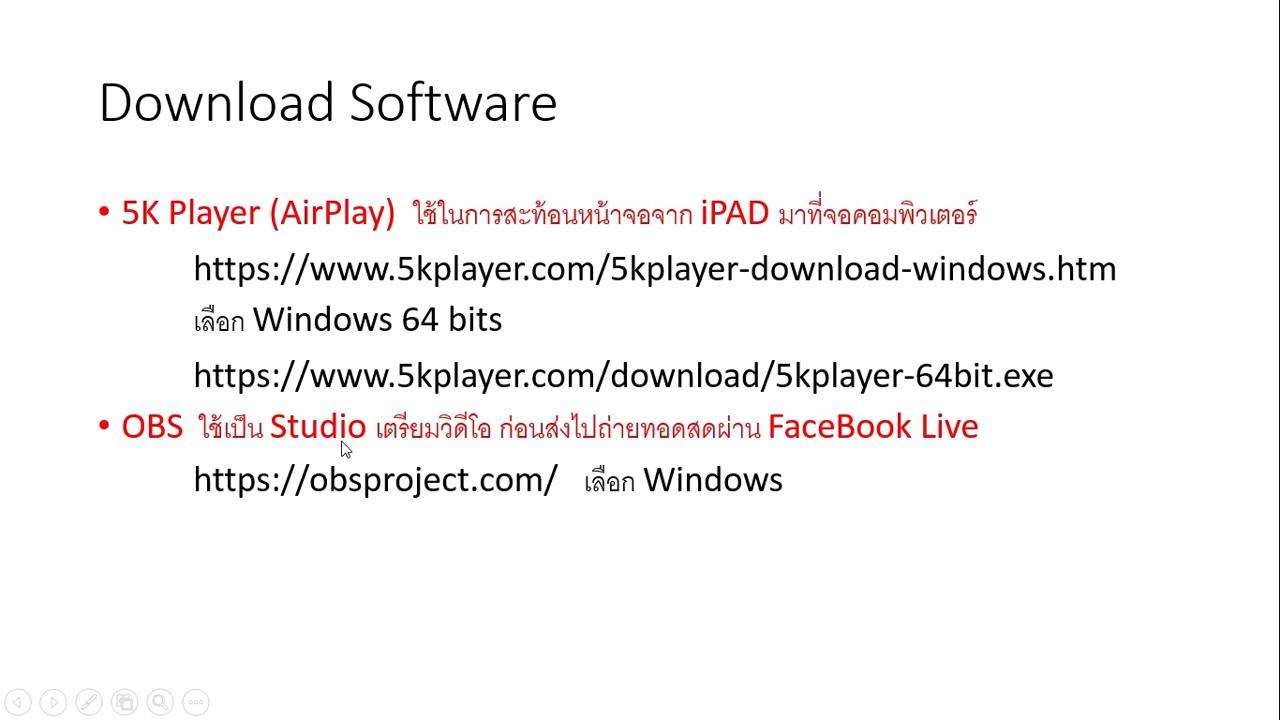 Download Software
• 5K Player (AirPlay) ใช้ในการสะท้อนหน้าจอจาก iPAD มาที่จอคอมพิวเตอร์
https://www.5kplayer.com/5kplayer-download-windows.htm
เลือก Windows 64 bits
https://www.5kplayer.com/download/5kplayer-64bit.exe
• OBS ใช้เป็น Studio เตรียมวิดีโอ ก่อนส่งไปถ่ายทอดสดผ่าน FaceBook Live
https://obsproject.com/ เลือก Windows